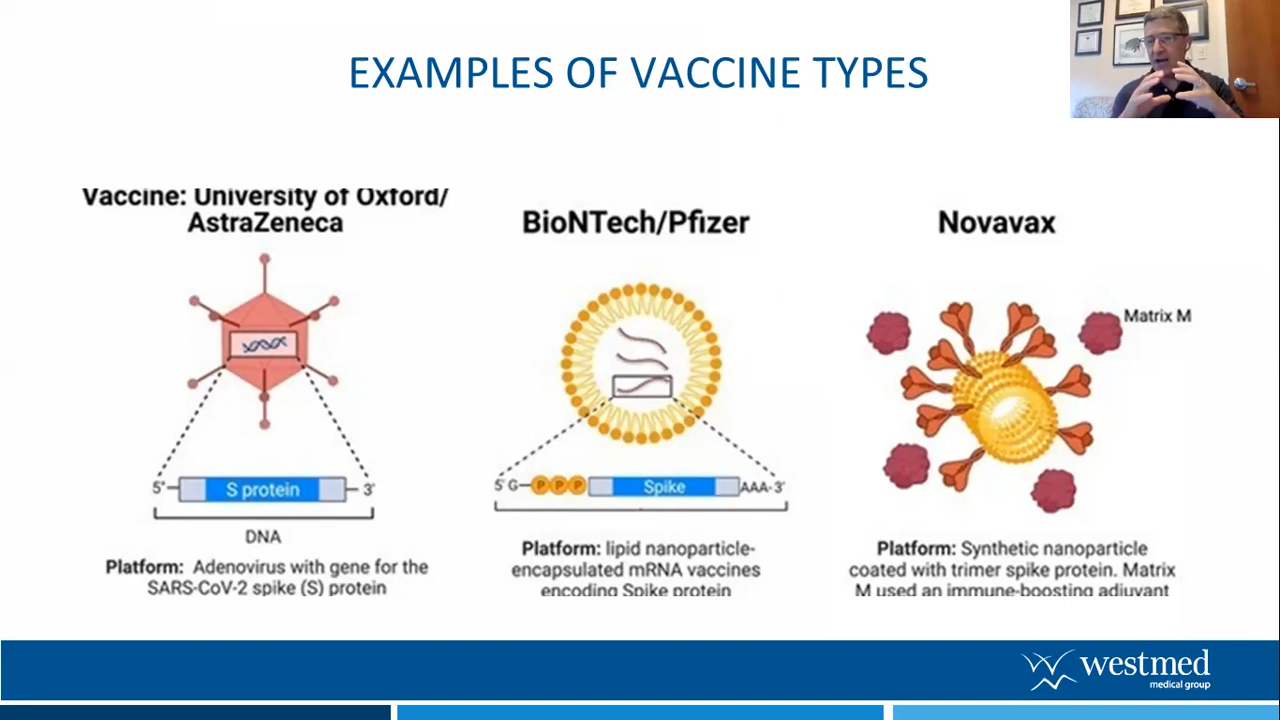 EXAMPLES OF VACCINE TYPES
Vaccine: University of Oxford/
AstraZeneca
S protein
5'
3'
DNA
Platform: Adenovirus with gene for the
SARS-CoV-2 spike (S) protein
BioNTech/Pfizer
5' G
P P P
Spike
AAA-3'
Platform: lipid nanoparticle-
encapsulated mRNA vaccines
encoding Spike protein
Novavax
Matrix M
Platform: Synthetic nanoparticle
coated with trimer spike protein. Matrix
M used an immune-boosting adjuvant
westmed
medical group